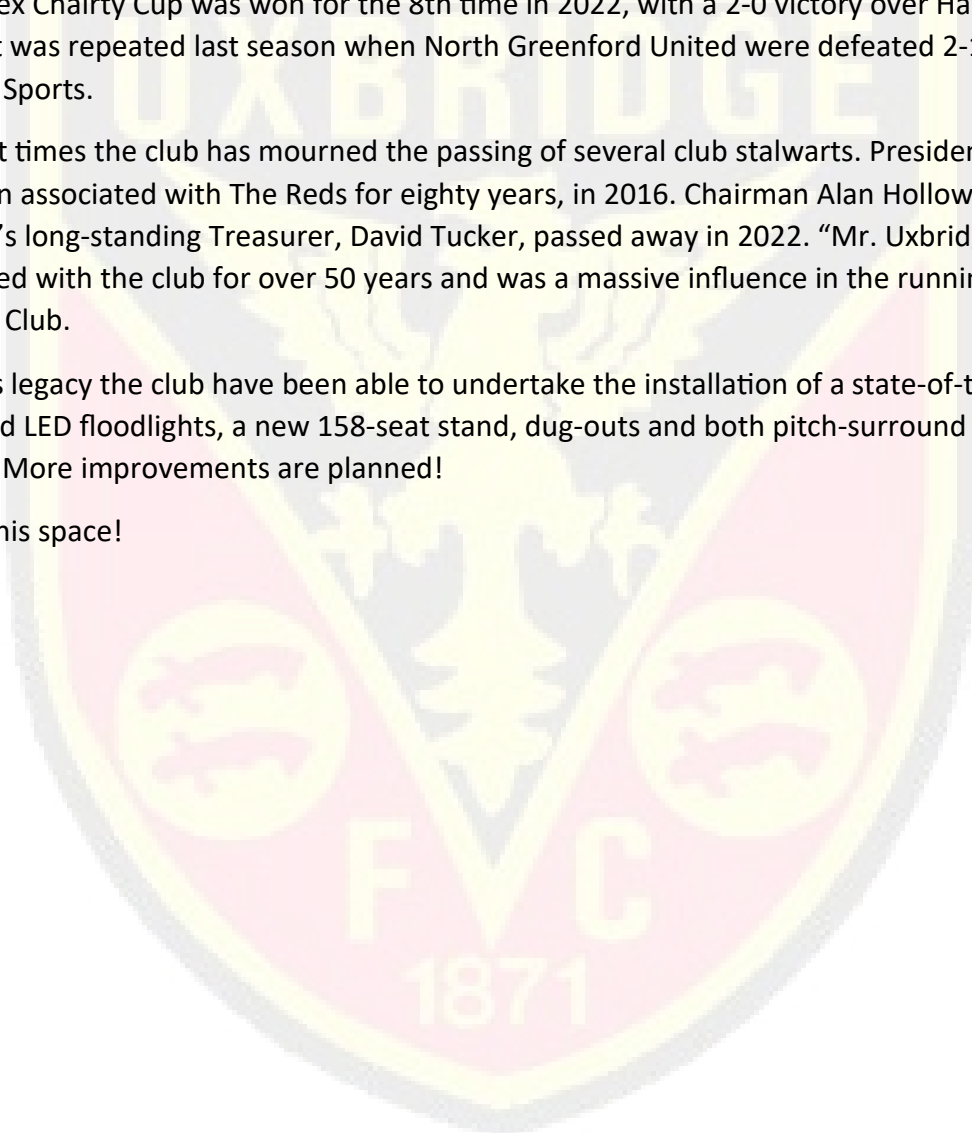 ex Chairty Cup was won for the 8th time in 2022, with a 2-0 victory over Ha
t was repeated last season when North Greenford United were defeated 2-
Sports.
t times the club has mourned the passing of several club stalwarts. Presiden
n associated with The Reds for eighty years, in 2016. Chairman Alan Hollow
's long-standing Treasurer, David Tucker, passed away in 2022. “Mr. Uxbrid
ed with the club for over 50 years and was a massive influence in the runnin
Club.
s legacy the club have been able to undertake the installation of a state-of-t
d LED floodlights, a new 158-seat stand, dug-outs and both pitch-surround
More improvements are planned!
his space!
UXBRIDGE
F C
1871